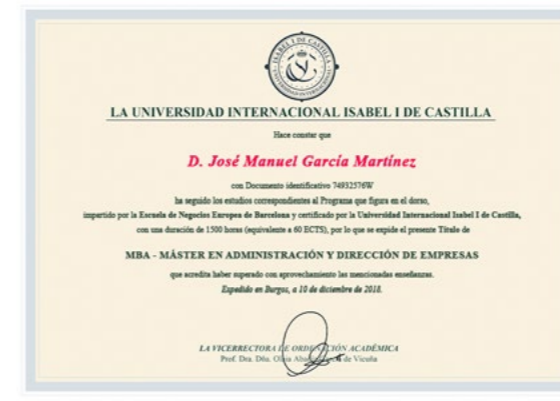 LA UNIVERSIDAD INTERNACIONAL ISABEL I DE CASTILLA
Hace constar que
D. José Manuel García Martínez
con Documento identificativo 74932576W
ha seguido los estudios correspondientes al Programa que figura en el dorso,
impartido por la Escuela de Negocios Europea de Barcelona y certificado por la Universidad Internacional Isabel I de Castilla,
con una duración de 1500 horas (equivalente a 60 ECTS), por lo que se expide el presente Título de
MBA - MÁSTER EN ADMINISTRACIÓN Y DIRECCIÓN DE EMPRESAS
que acredita haber superado con aprovechamiento las mencionadas enseñanzas.
Expedido en Burgos, a 10 de diciembre de 2018.
LA VICERRECTORA DE ORDENACIÓN ACADÉMICA
Prof. Dra. Dña. de Vicuña